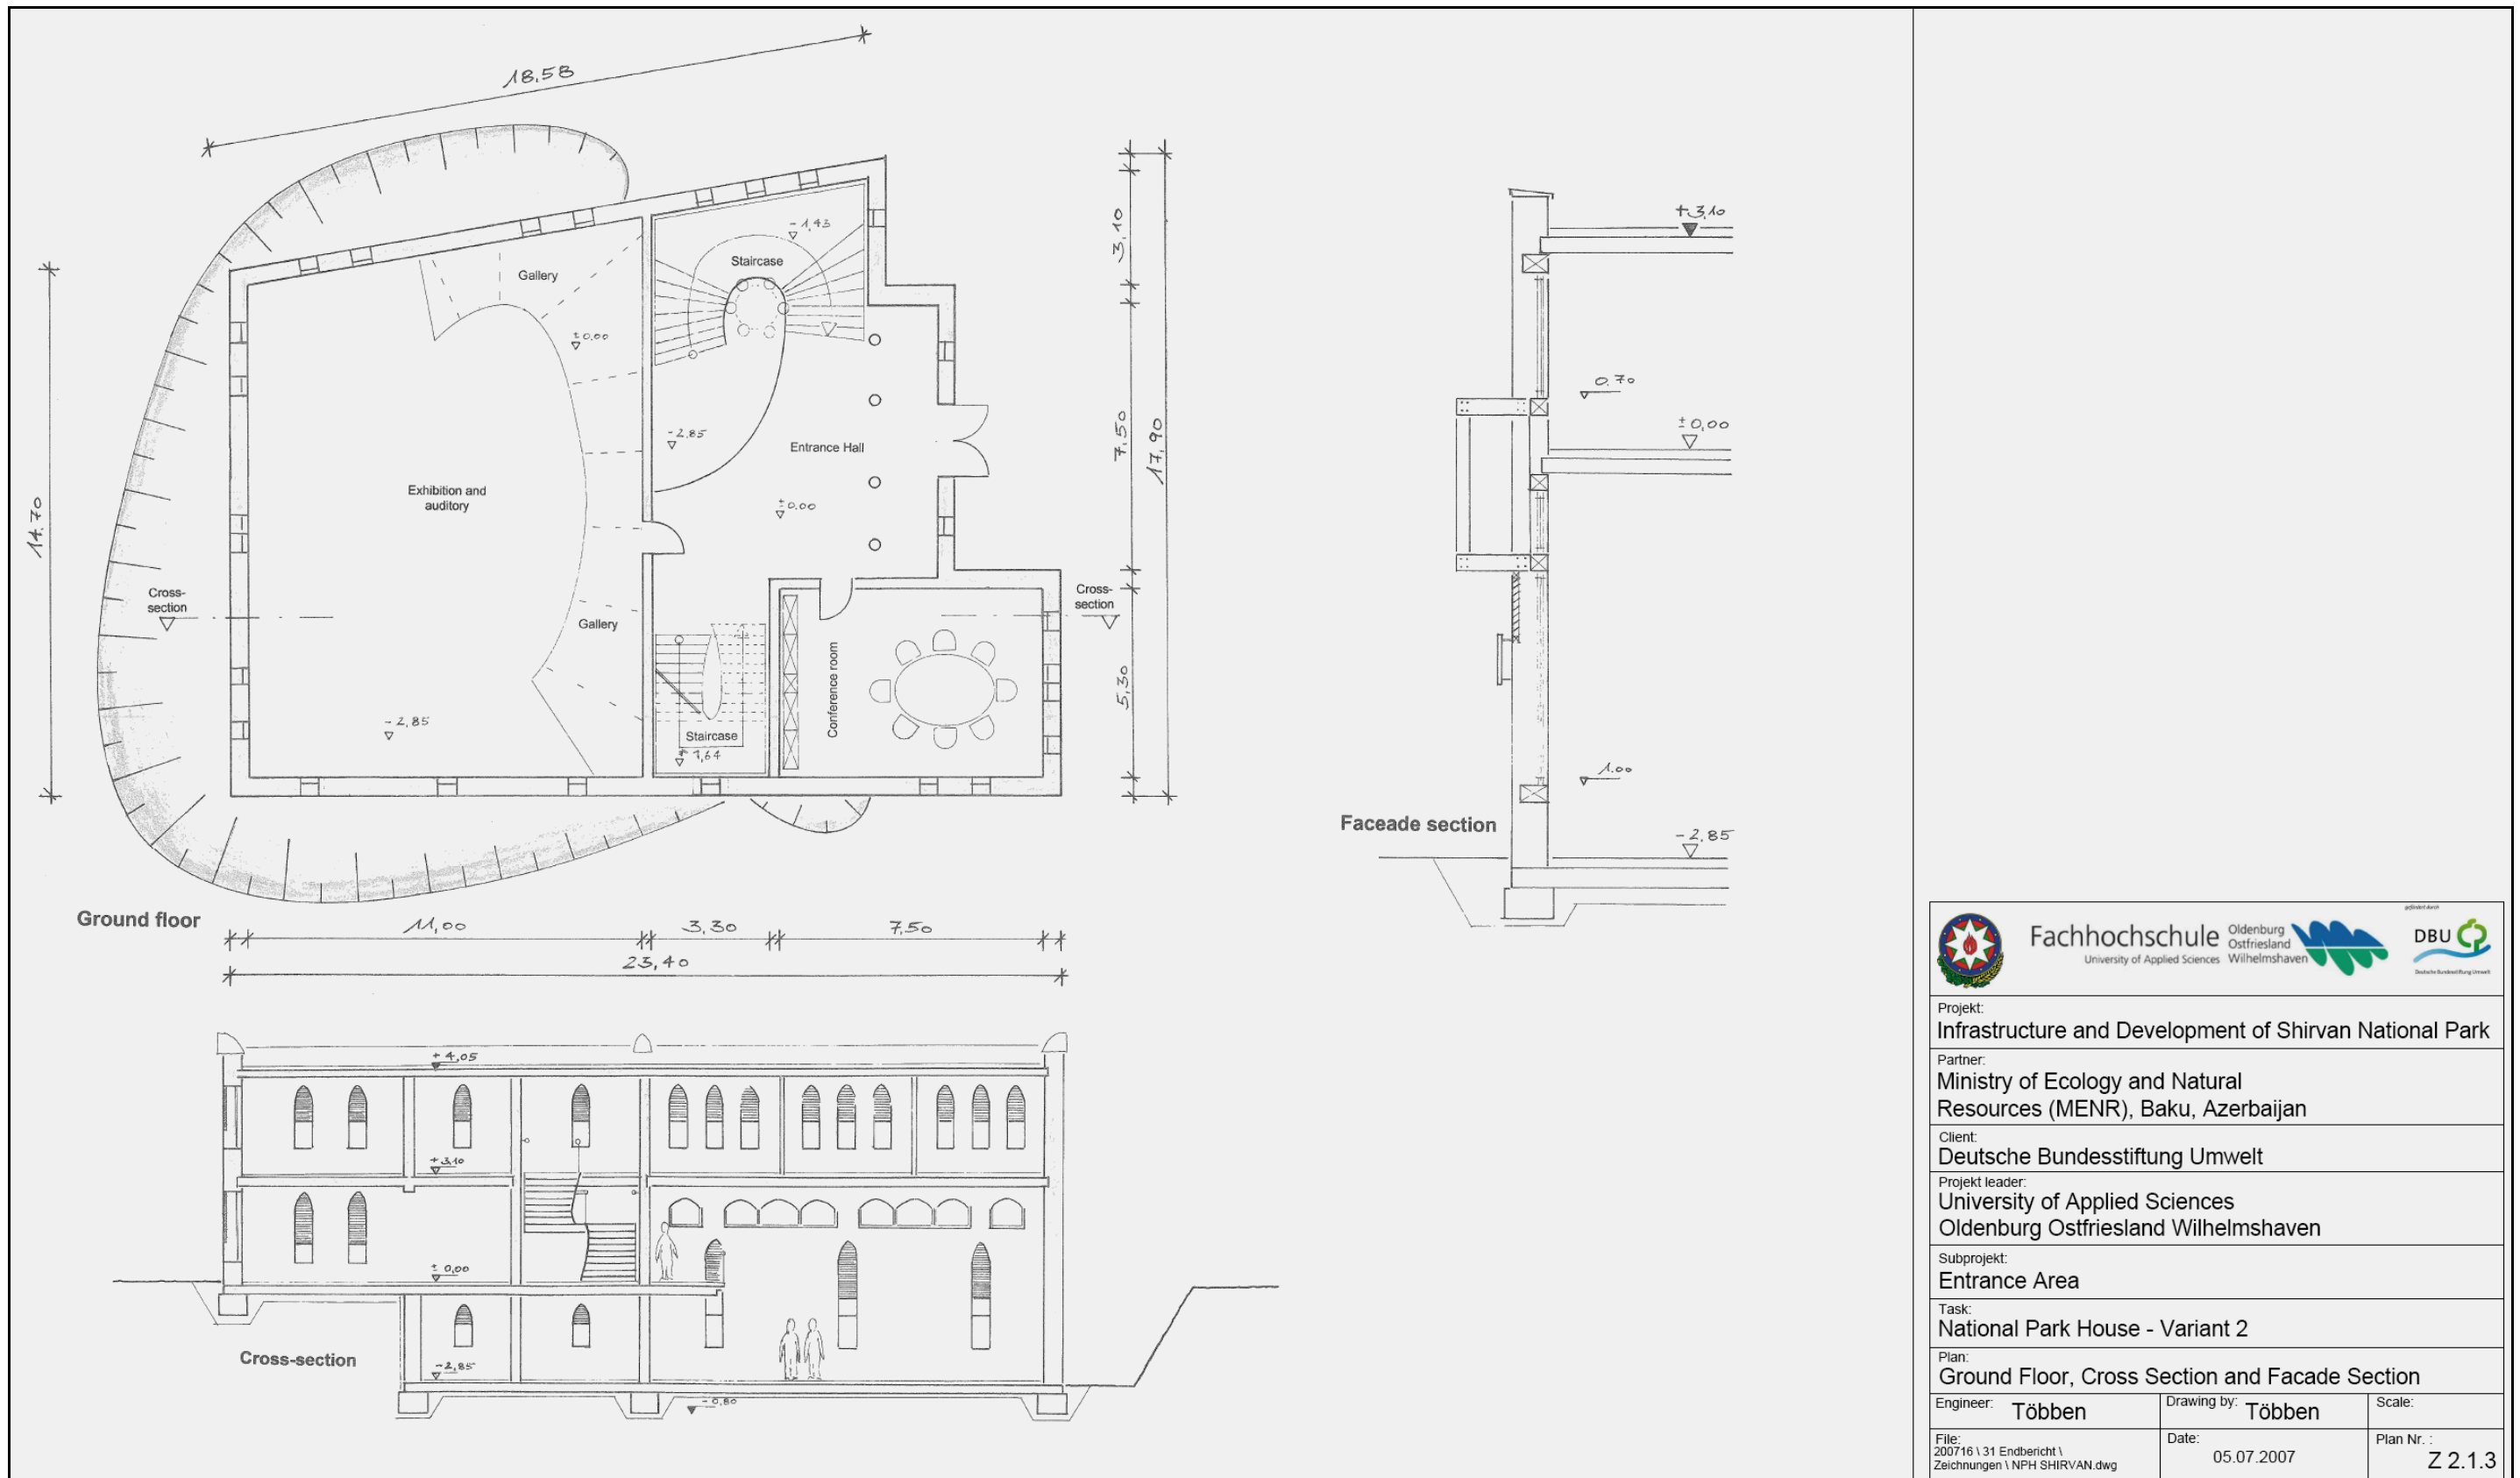 18.58
- 1,43
Staircase
Gallery
±0.00
3,10
-2.85
Entrance Hall
7,50
17,90
Exhibition and
auditory
±0.00
14.70
Cross-
section
Cross-
section
Gallery
Conference room
5,30
- 2,85
Staircase
+ 1,64
Ground floor
11,00
3.30
7,50
23,40
+3,10
0.70
±0,00
1.00
Faceade section
-2,85
+ 4,05
+ 3,10
± 0,00
Cross-section
-2,85
- 0,80
gefördert durch
Fachhochschule
University of Applied Sciences
Oldenburg
Ostfriesland
Wilhelmshaven
DBU
Deutsche Bundesstiftung Umwelt
Projekt:
Infrastructure and Development of Shirvan National Park
Partner:
Ministry of Ecology and Natural
Resources (MENR), Baku, Azerbaijan
Client:
Deutsche Bundesstiftung Umwelt
Projekt leader:
University of Applied Sciences
Oldenburg Ostfriesland Wilhelmshaven
Subprojekt:
Entrance Area
Task:
National Park House - Variant 2
Plan:
Ground Floor, Cross Section and Facade Section
Engineer: Többen
Drawing by: Többen
Scale:
File:
200716 \ 31 Endbericht \
Zeichnungen \ NPH SHIRVAN.dwg
Date:
05.07.2007
Plan Nr. :
Z 2.1.3